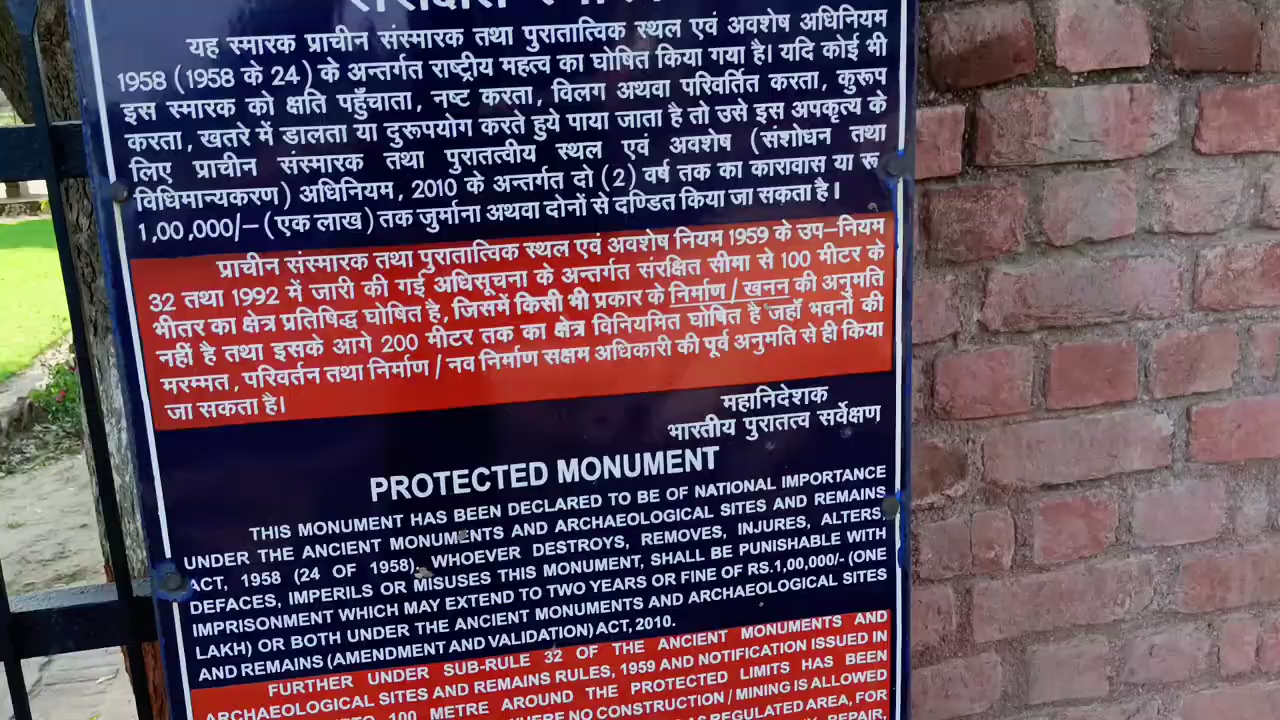 यह स्मारक प्राचीन संस्मारक तथा पुरातात्विक स्थल एवं अवशेष अधिनियम
1958 (1958 के 24) के अन्तर्गत राष्ट्रीय महत्व का घोषित किया गया है। यदि कोई भी
इस स्मारक को क्षति पहुँचाता, नष्ट करता, विलग अथवा परिवर्तित करता, कुरूप
करता, खतरे में डालता या दुरूपयोग करते हुये पाया जाता है तो उसे इस अपकृत्य के
लिए प्राचीन संस्मारक तथा पुरातत्वीय स्थल एवं अवशेष (संशोधन तथा
विधिमान्यकरण) अधिनियम, 2010 के अन्तर्गत दो (2) वर्ष तक का कारावास या रू
1,00,000/– (एक लाख) तक जुर्माना अथवा दोनों से दण्डित किया जा सकता है।
प्राचीन संस्मारक तथा पुरातात्विक स्थल एवं अवशेष नियम 1959 के उप–नियम
32 तथा 1992 में जारी की गई अधिसूचना के अन्तर्गत संरक्षित सीमा से 100 मीटर के
भीतर का क्षेत्र प्रतिषिद्ध घोषित है, जिसमें किसी भी प्रकार के निर्माण / खनन की अनुमति
नहीं है तथा इसके आगे 200 मीटर तक का क्षेत्र विनियमित घोषित है जहाँ भवनों की
मरम्मत, परिवर्तन तथा निर्माण / नव निर्माण सक्षम अधिकारी की पूर्व अनुमति से ही किया
जा सकता है।
महानिदेशक
भारतीय पुरातत्व सर्वेक्षण
PROTECTED MONUMENT
THIS MONUMENT HAS BEEN DECLARED TO BE OF NATIONAL IMPORTANCE
UNDER THE ANCIENT MONUMENTS AND ARCHAEOLOGICAL SITES AND REMAINS
ACT, 1958 (24 OF 1958). WHOEVER DESTROYS, REMOVES, INJURES, ALTERS,
DEFACES, IMPERILS OR MISUSES THIS MONUMENT, SHALL BE PUNISHABLE WITH
IMPRISONMENT WHICH MAY EXTEND TO TWO YEARS OR FINE OF RS.1,00,000/- (ONE
LAKH) OR BOTH UNDER THE ANCIENT MONUMENTS AND ARCHAEOLOGICAL SITES
AND REMAINS (AMENDMENT AND VALIDATION) ACT, 2010.
FURTHER UNDER SUB-RULE 32 OF THE ANCIENT MONUMENTS AND
ARCHAEOLOGICAL SITES AND REMAINS RULES, 1959 AND NOTIFICATION ISSUED IN
100 METRE AROUND THE PROTECTED LIMITS HAS BEEN
WHERE NO CONSTRUCTION / MINING IS ALLOWED
AS REGULATED AREA, FOR
REPAIR,